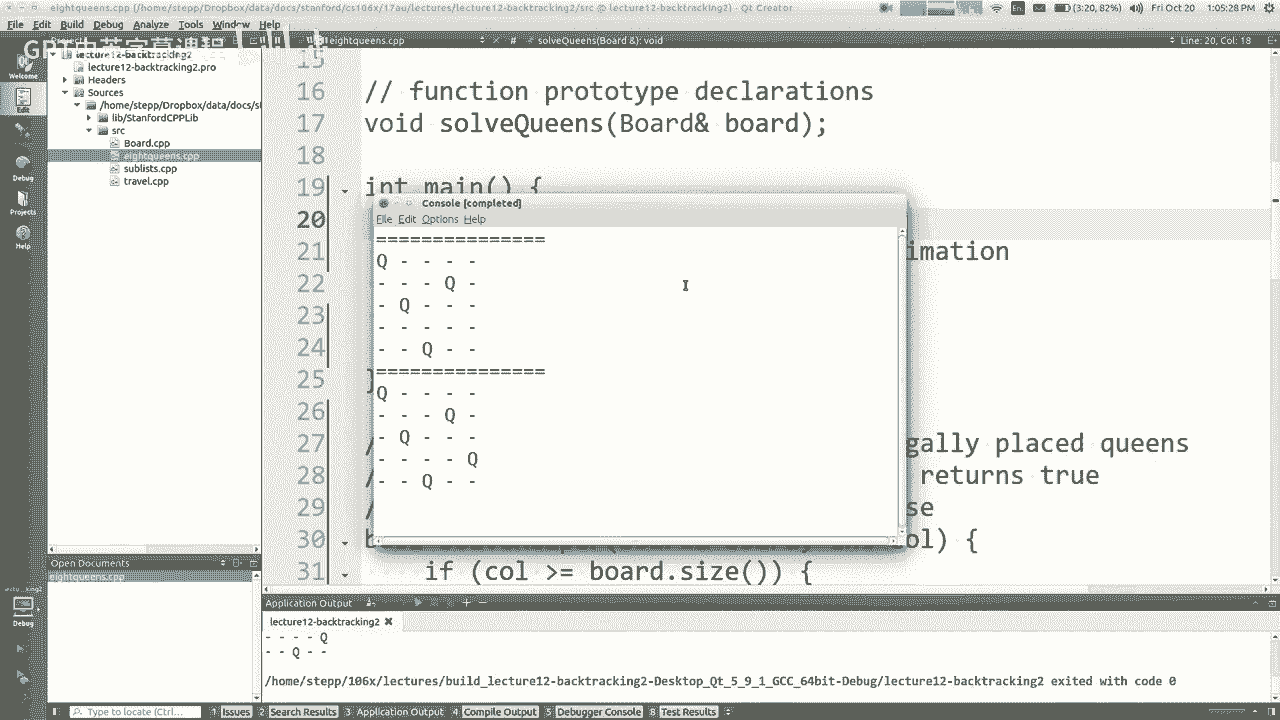 eightqueens.cpp (/home/stepp/Dropbox/data/docs/stanford/cs106x/17au/lectures/lecture12-backtrack2/src @ lecture12-backtracking2) - Qt Creator
(3:20, 82%)
Fri Oct 20 1:05:28 PM
File Edit Build Debug Analyze Tools Window Help
GPT中英字幕课程
lecture12-backtracking2
eightqueens.cpp
solveQueens(Board &): void
Line: 20, Col: 18
Welcome
Edit
Debug
Projects
Help
lecture12-backtracking2.pro
Headers
Sources
/home/stepp/Dropbox/data/docs/st
lib/StanfordCPPLib
src
Board.cpp
eightqueens.cpp
sublists.cpp
travel.cpp
15
16 // function prototype declarations
17 void solveQueens(Board& board);
18
19 int main() {
20
21 imation
22
23
24
25 }
26
27 / gally placed queens
28 / returns true
29 / se
30 b ol) {
31 if (col >= board.size()) {
Console [completed]
File Edit Options Help
===============
Q - - - -
- - - Q -
- Q - - -
- - - - -
- - Q - -
===============
Q - - - -
- - - Q -
- Q - - -
- - - - Q
- - Q - -
Open Documents
eightqueens.cpp
Debug
Application Output
lecture12-backtracking2
- - - - Q
- - Q - -
/home/stepp/106x/lectures/build_lecture12-backtracking2-Desktop_Qt_5_9_1_GCC_64bit-Debug/lecture12-backtracking2 exited with code 0
Type to locate (Ctrl...
1 Issues 2 Search Results 3 Application Output 4 Compile Output 5 Debugger Console 8 Test Results